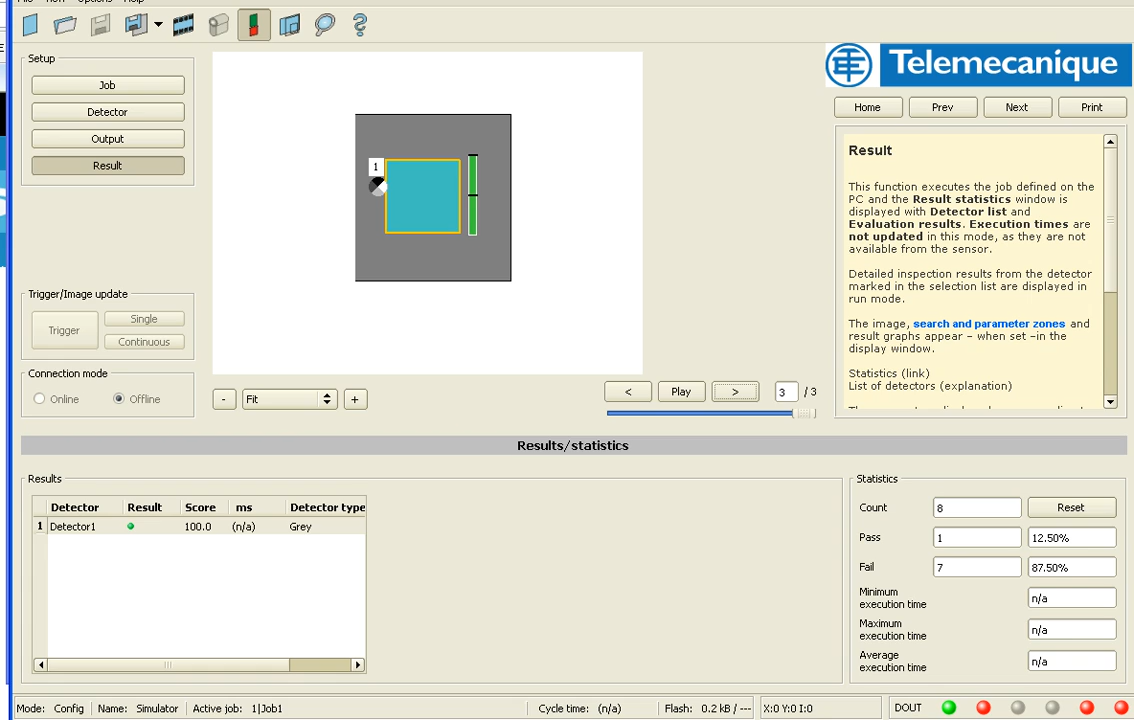 Setup
Telemecanique
Job
Detector
Output
Result
Home
Prev
Next
Print
1
Result
This function executes the job defined on the
PC and the Result statistics window is
displayed with Detector list and
Evaluation results. Execution times are
not updated in this mode, as they are not
available from the sensor.
Detailed inspection results from the detector
marked in the selection list are displayed in
run mode.
The image, search and parameter zones and
result graphs appear – when set –in the
display window.
Statistics (link)
List of detectors (explanation)
Trigger/Image update
Trigger
Single
Continuous
Connection mode
Online
Offline
-
Fit
+
<
Play
>
3
/ 3
Results/statistics
Results
Detector Result Score ms Detector type
1 Detector1 100.0 (n/a) Grey
Statistics
Count 8 Reset
Pass 1 12.50%
Fail 7 87.50%
Minimum
execution time
n/a
Maximum
execution time
n/a
Average
execution time
n/a
Mode: Config Name: Simulator Active job: 1|Job1 Cycle time: (n/a) Flash: 0.2 kB / --- X:0 Y:0 I:0 DOUT